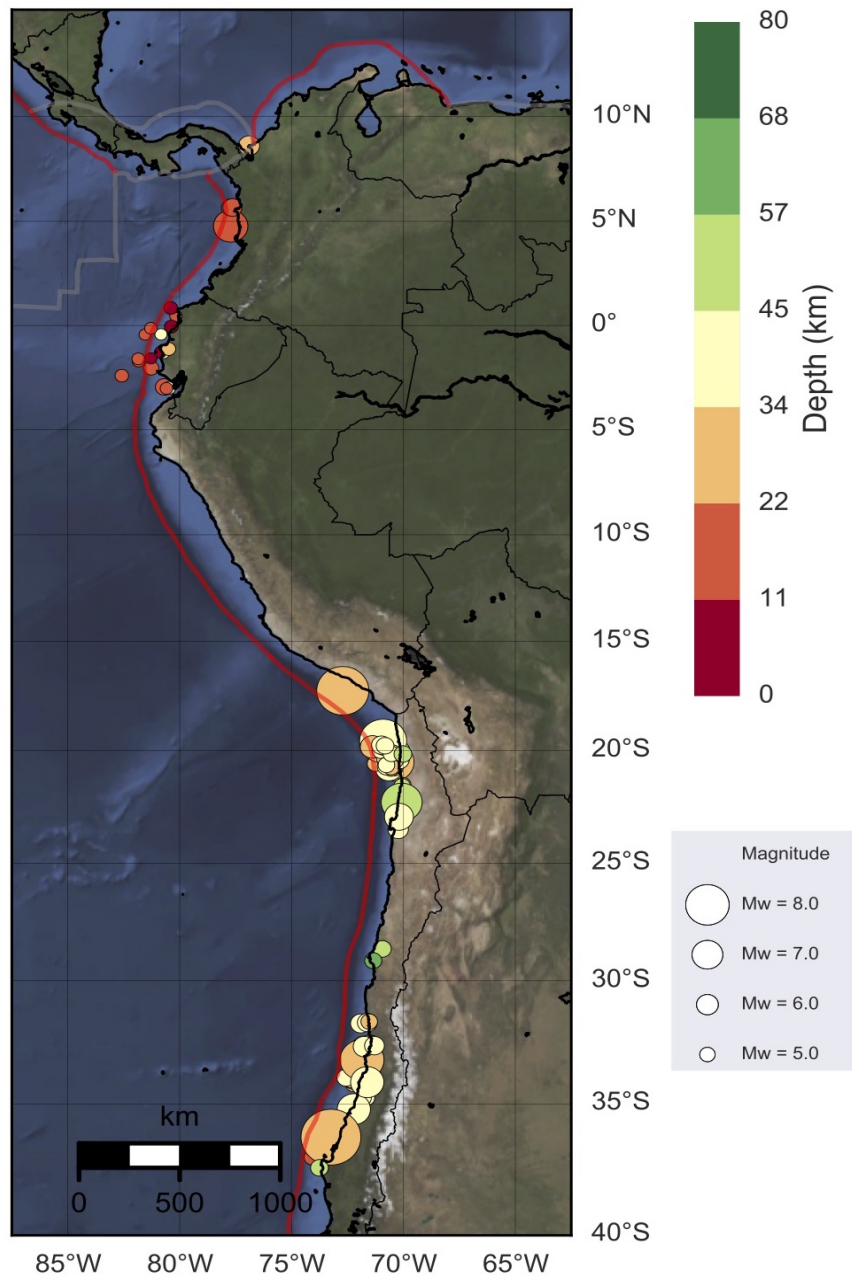 80
68
57
45
34
22
11
0
Depth (km)
10°N
5°N
0°
5°S
10°S
15°S
20°S
25°S
30°S
35°S
40°S
Magnitude
Mw = 8.0
Mw = 7.0
Mw = 6.0
Mw = 5.0
km
0 500 1000
85°W 80°W 75°W 70°W 65°W